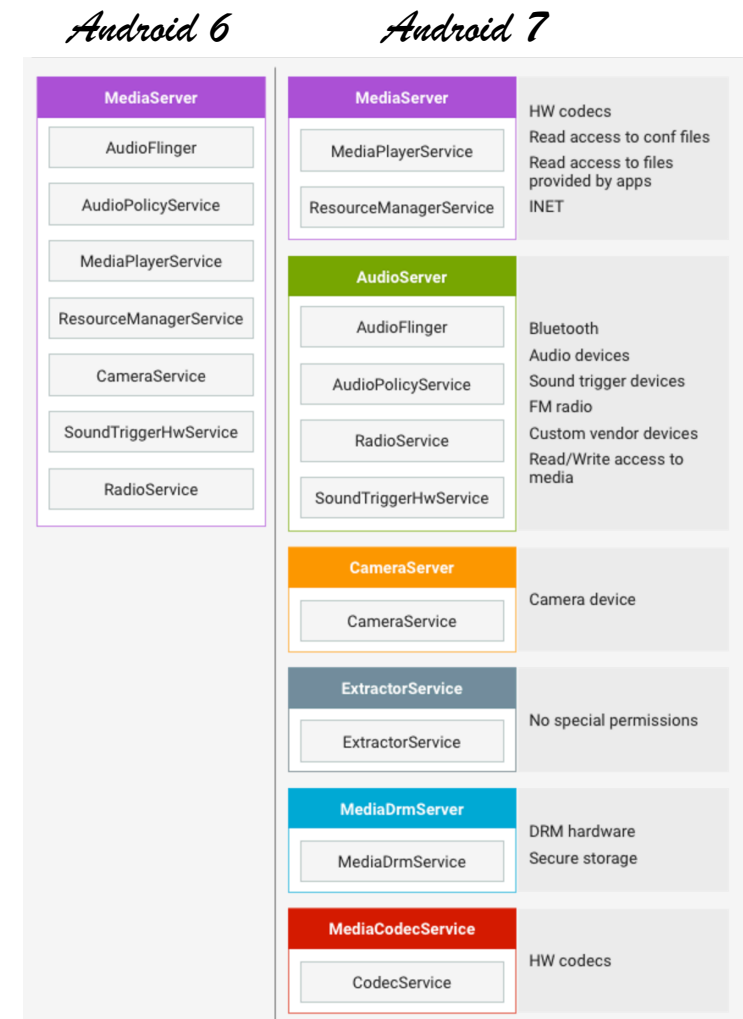 Android 6
Android 7
MediaServer
AudioFlinger
AudioPolicyService
MediaPlayerService
ResourceManagerService
CameraService
SoundTriggerHwService
RadioService
MediaServer
MediaPlayerService
ResourceManagerService
HW codecs
Read access to conf files
Read access to files
provided by apps
INET
AudioServer
AudioFlinger
AudioPolicyService
RadioService
SoundTriggerHwService
Bluetooth
Audio devices
Sound trigger devices
FM radio
Custom vendor devices
Read/Write access to
media
CameraServer
CameraService
Camera device
ExtractorService
ExtractorService
No special permissions
MediaDrmServer
MediaDrmService
DRM hardware
Secure storage
MediaCodecService
CodecService
HW codecs